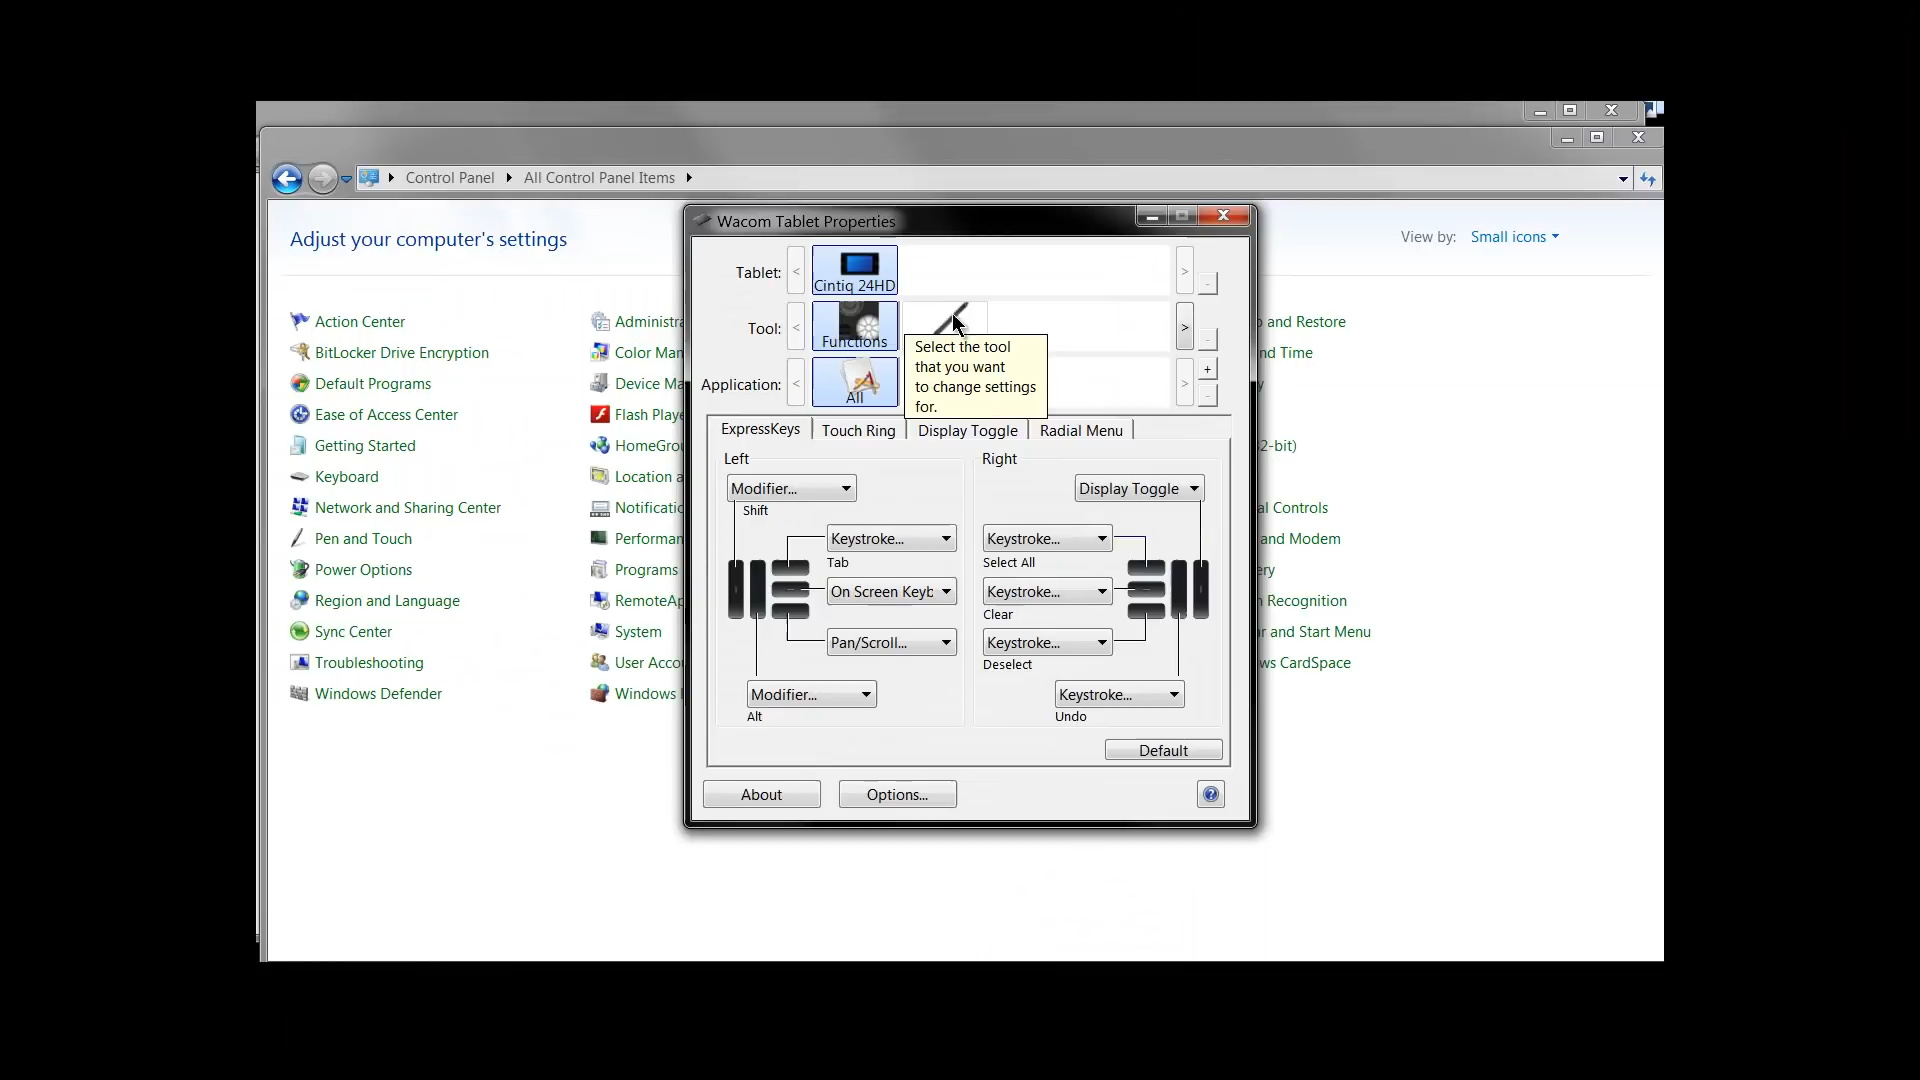 Control Panel
All Control Panel Items
Adjust your computer's settings
View by:
Small icons
Action Center
BitLocker Drive Encryption
Default Programs
Ease of Access Center
Getting Started
Keyboard
Network and Sharing Center
Pen and Touch
Power Options
Region and Language
Sync Center
Troubleshooting
Windows Defender
Administra
Color Man
Device Ma
Flash Playe
HomeGrou
Location a
Notificatio
Performan
Programs
RemoteAp
System
User Accou
Windows
and Restore
nd Time
2-bit)
al Controls
and Modem
ery
Recognition
ar and Start Menu
ws CardSpace
Wacom Tablet Properties
Tablet:
<
Cintiq 24HD
>
-
Tool:
<
Functions
>
-
Application:
<
All
>
+
-
Select the tool
that you want
to change settings
for.
ExpressKeys
Touch Ring
Display Toggle
Radial Menu
Left
Right
Modifier...
Shift
Display Toggle
Keystroke...
Tab
Keystroke...
Select All
On Screen Keyb
Keystroke...
Clear
Pan/Scroll...
Keystroke...
Deselect
Modifier...
Alt
Keystroke...
Undo
Default
About
Options...
?